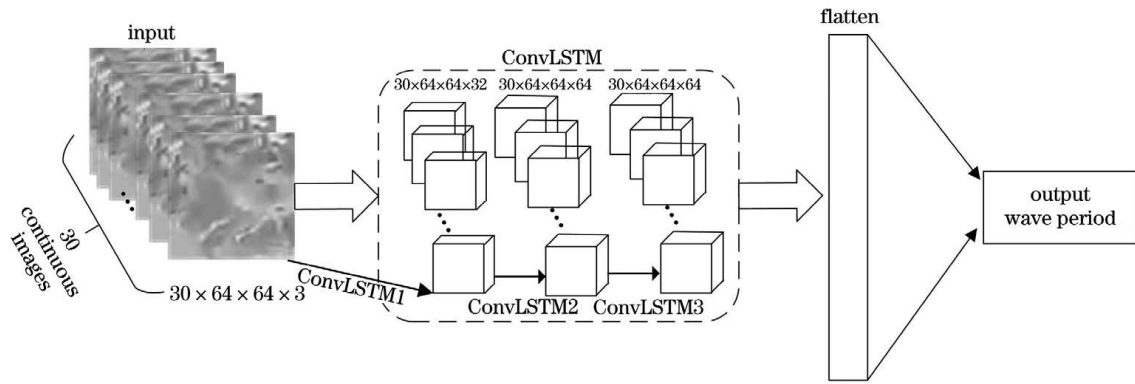 input
30
continuous
images
30×64×64×3
ConvLSTM
30×64×64×32
30×64×64×64
30×64×64×64
ConvLSTM1
ConvLSTM2
ConvLSTM3
flatten
output
wave period